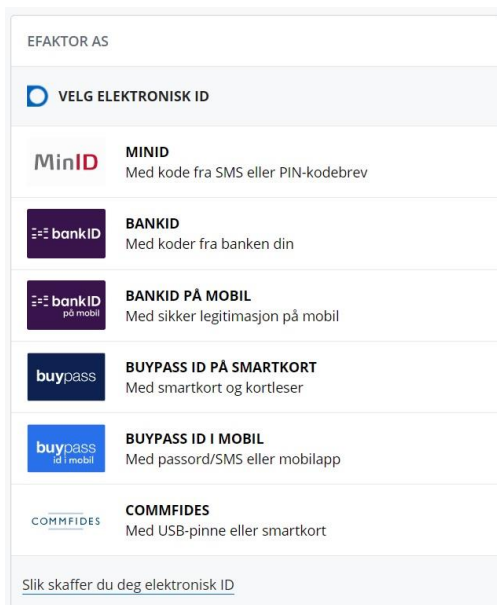 EFAKTOR AS
VELG ELEKTRONISK ID
MinID
MINID
Med kode fra SMS eller PIN-kodebrev
bankID
BANKID
Med koder fra banken din
bankID
på mobil
BANKID PÅ MOBIL
Med sikker legitimasjon på mobil
buypass
BUYPASS ID PÅ SMARTKORT
Med smartkort og kortleser
buypass
id i mobil
BUYPASS ID I MOBIL
Med passord/SMS eller mobilapp
COMMFIDES
COMMFIDES
Med USB-pinne eller smartkort
Slik skaffer du deg elektronisk ID